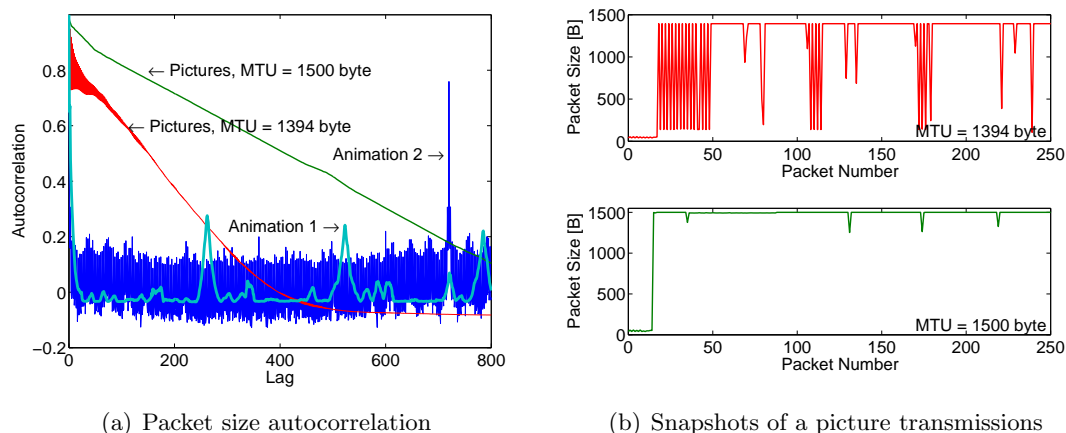 0.8
0.6
0.4
0.2
0
−0.2
0
200
400
600
800
Autocorrelation
Lag
← Pictures, MTU = 1500 byte
← Pictures, MTU = 1394 byte
Animation 2 →
Animation 1 →
(a) Packet size autocorrelation
1500
1000
500
0
0
50
100
150
200
250
Packet Size [B]
MTU = 1394 byte
Packet Number
1500
1000
500
0
0
50
100
150
200
250
Packet Size [B]
MTU = 1500 byte
Packet Number
(b) Snapshots of a picture transmissions